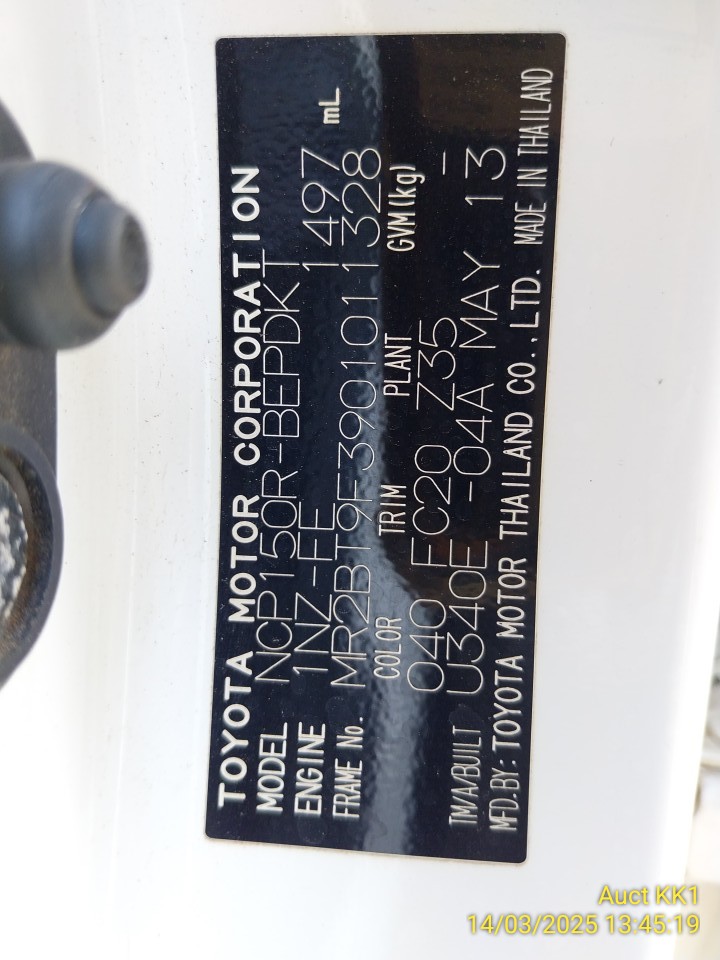 TOYOTA MOTOR CORPORATION
MODEL NCP150R-BEPDKT
ENGINE 1NZ-FE 1497 mL
FRAME No. MR2BT9F3901011328
COLOR TRIM PLANT GVM(kg)
040 FC20 Z35 -
TM/A/BUILT U340E -04A MAY 13
MFD.BY: TOYOTA MOTOR THAILAND CO.,LTD. MADE IN THAILAND
Auct KK1
14/03/2025 13:45:19